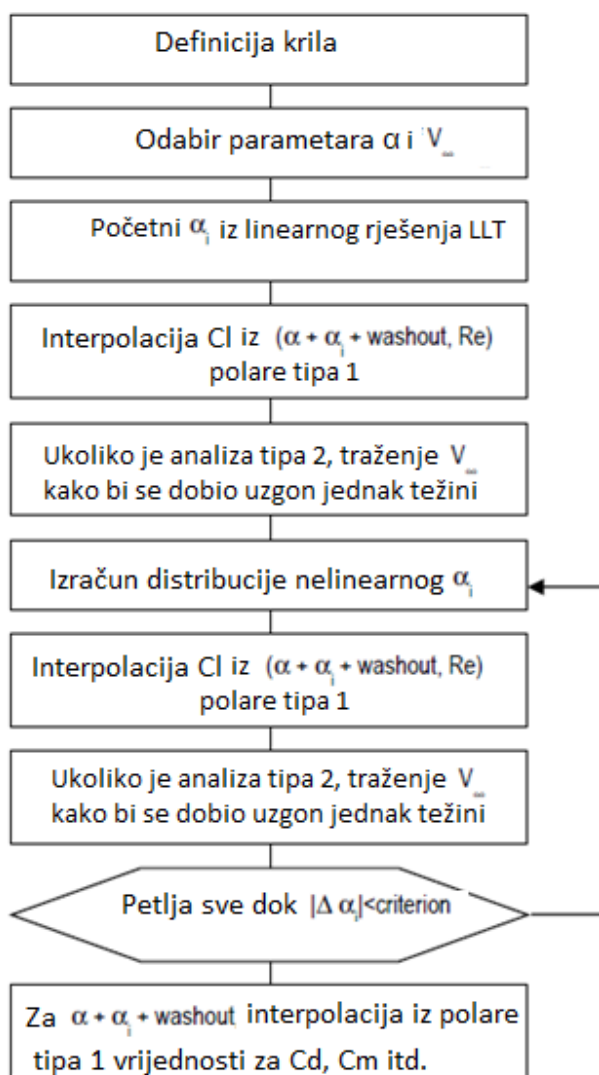 Definicija krila
Odabir parametara α i V∞
Početni αi iz linearnog rješenja LLT
Interpolacija Cl iz (α + αi + washout, Re)
polare tipa 1
Ukoliko je analiza tipa 2, traženje V∞
kako bi se dobio uzgon jednak težini
Izračun distribucije nelinearnog αi
Interpolacija Cl iz (α + αi + washout, Re)
polare tipa 1
Ukoliko je analiza tipa 2, traženje V∞
kako bi se dobio uzgon jednak težini
Petlja sve dok |Δ αi|<criterion
Za α + αi + washout interpolacija iz polare
tipa 1 vrijednosti za Cd, Cm itd.